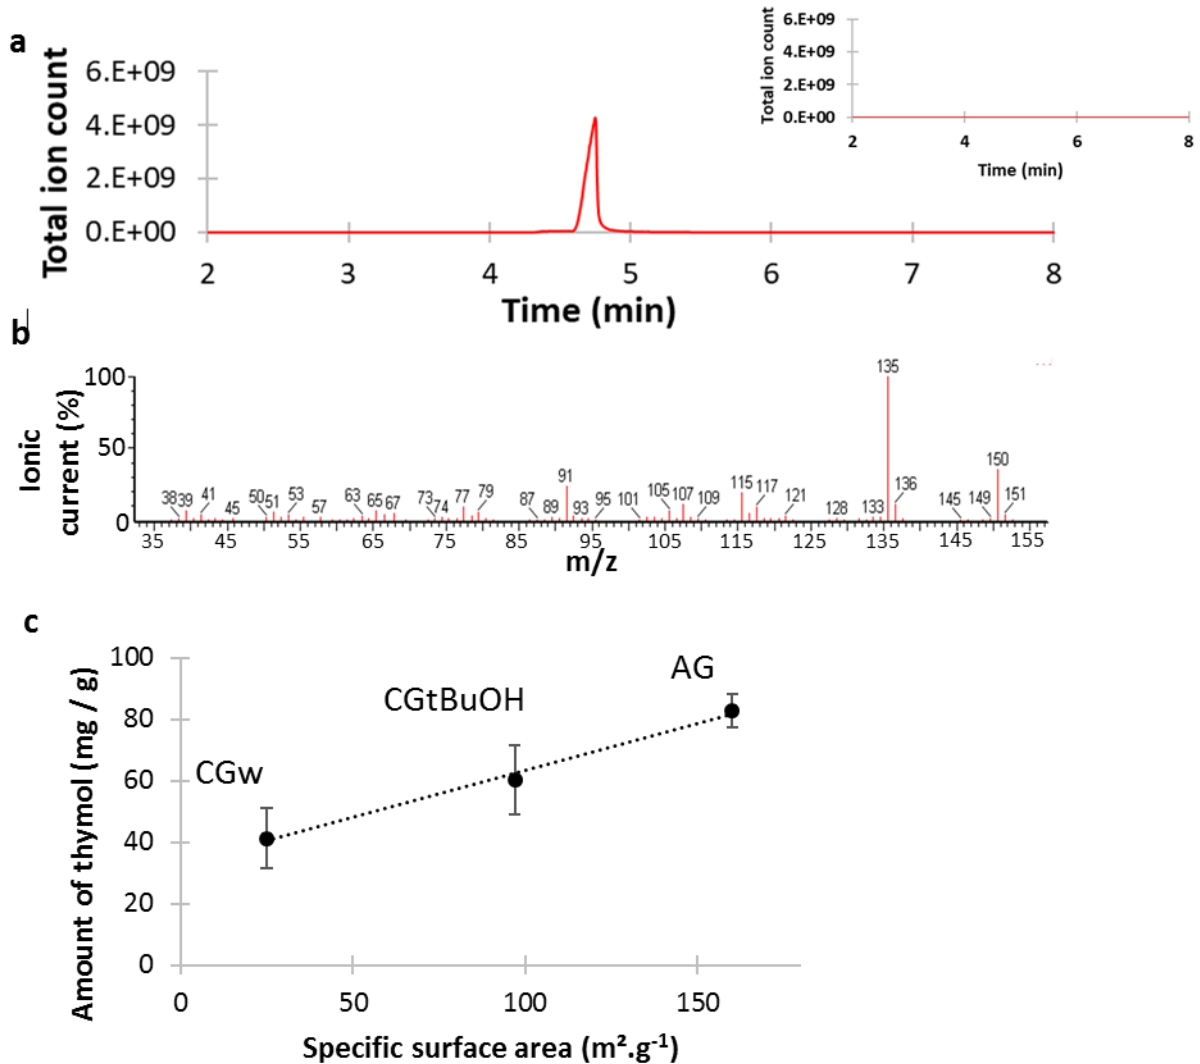 a
Total ion count
6.E+09
4.E+09
2.E+09
0.E+00
2 3 4 5 6 7 8
Time (min)
Total ion count
6.E+09
4.E+09
2.E+09
0.E+00
2 4 6 8
Time (min)
b
Ionic
current (%)
100
50
0
38 39 41 45 50 51 53 57 63 65 67 73 74 77 79 87 89 91 93 95 101 105 107 109 115 117 121 128 133 135 136 145 149 150 151
35 45 55 65 75 85 95 105 115 125 135 145 155
m/z
c
Amount of thymol (mg / g)
100
80
60
40
20
0
CGw
CGtBuOH
AG
0 50 100 150
Specific surface area (m².g⁻¹)